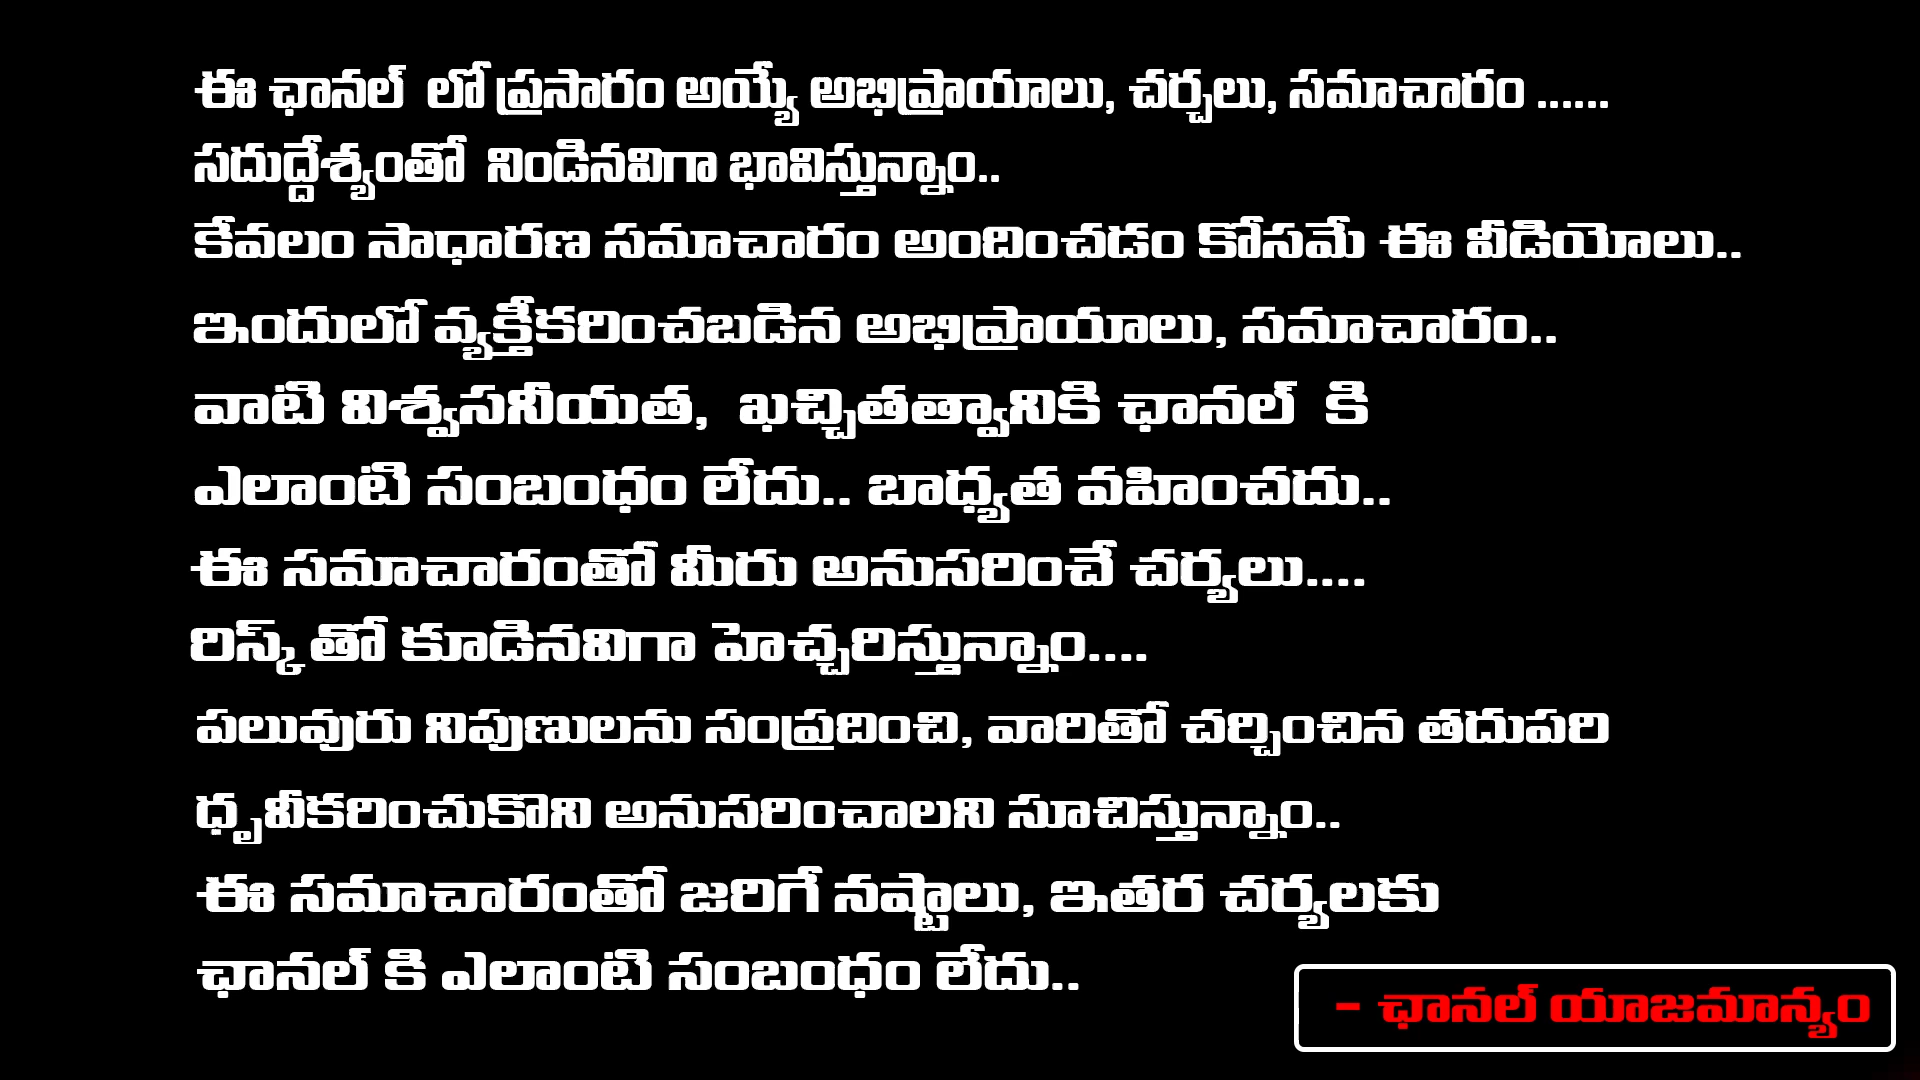 ఈ ఛానల్ లో ప్రసారం అయ్యే అభిప్రాయాలు, చర్చలు, సమాచారం ......
సదుద్దేశ్యంతో నిండినవిగా భావిస్తున్నాం..
కేవలం సాధారణ సమాచారం అందించడం కోసమే ఈ వీడియోలు..
ఇందులో వ్యక్తీకరించబడిన అభిప్రాయాలు, సమాచారం..
వాటి విశ్వసనీయత, ఖచ్చితత్వానికి ఛానల్ కి
ఎలాంటి సంబంధం లేదు.. బాధ్యత వహించదు..
ఈ సమాచారంతో మీరు అనుసరించే చర్యలు....
రిస్క్ తో కూడినవిగా హెచ్చరిస్తున్నాం....
పలువురు నిపుణులను సంప్రదించి, వారితో చర్చించిన తదుపరి
ధృవీకరించుకొని అనుసరించాలని సూచిస్తున్నాం..
ఈ సమాచారంతో జరిగే నష్టాలు, ఇతర చర్యలకు
ఛానల్ కి ఎలాంటి సంబంధం లేదు..
- ఛానల్ యాజమాన్యం